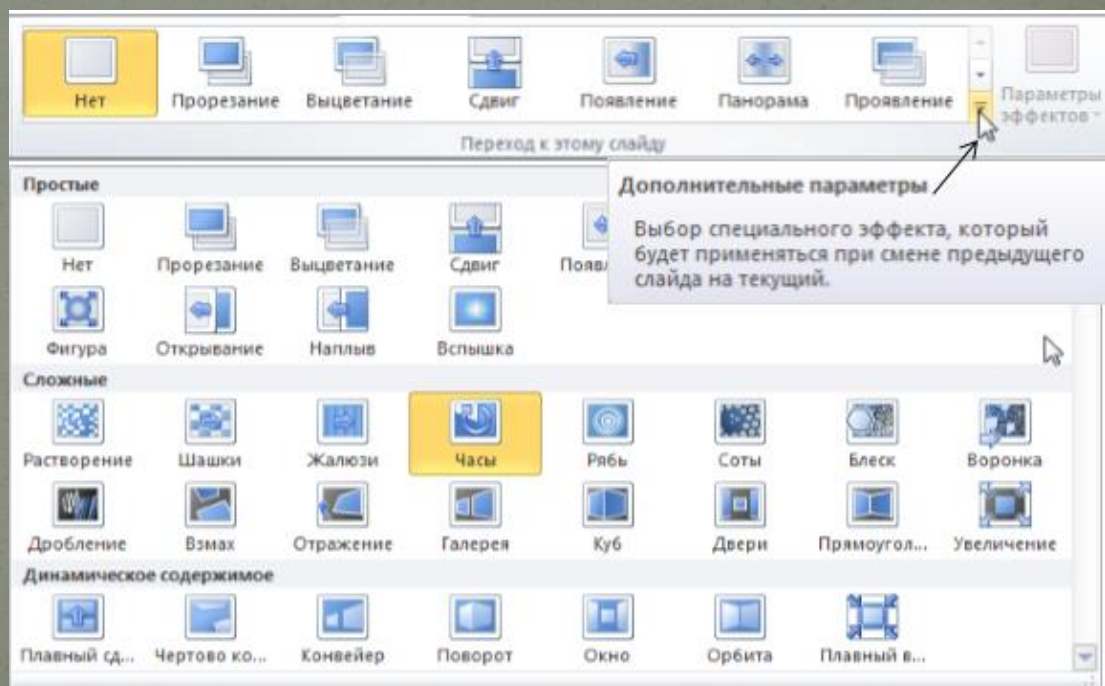 Нет Прорезание Выцветание Сдвиг Появление Панорама Проявление Параметры
эффектов
Переход к этому слайду
Дополнительные параметры
Выбор специального эффекта, который
будет применяться при смене предыдущего
слайда на текущий.
Простые
Нет Прорезание Выцветание Сдвиг Появл
Фигура Открывание Наплыв Вспышка
Сложные
Растворение Шашки Жалюзи Часы Рябь Соты Блеск Воронка
Дробление Взмах Отражение Галерея Куб Двери Прямоугол... Увеличение
Динамическое содержимое
Плавный сд... Чертово ко... Конвейер Поворот Окно Орбита Плавный в...